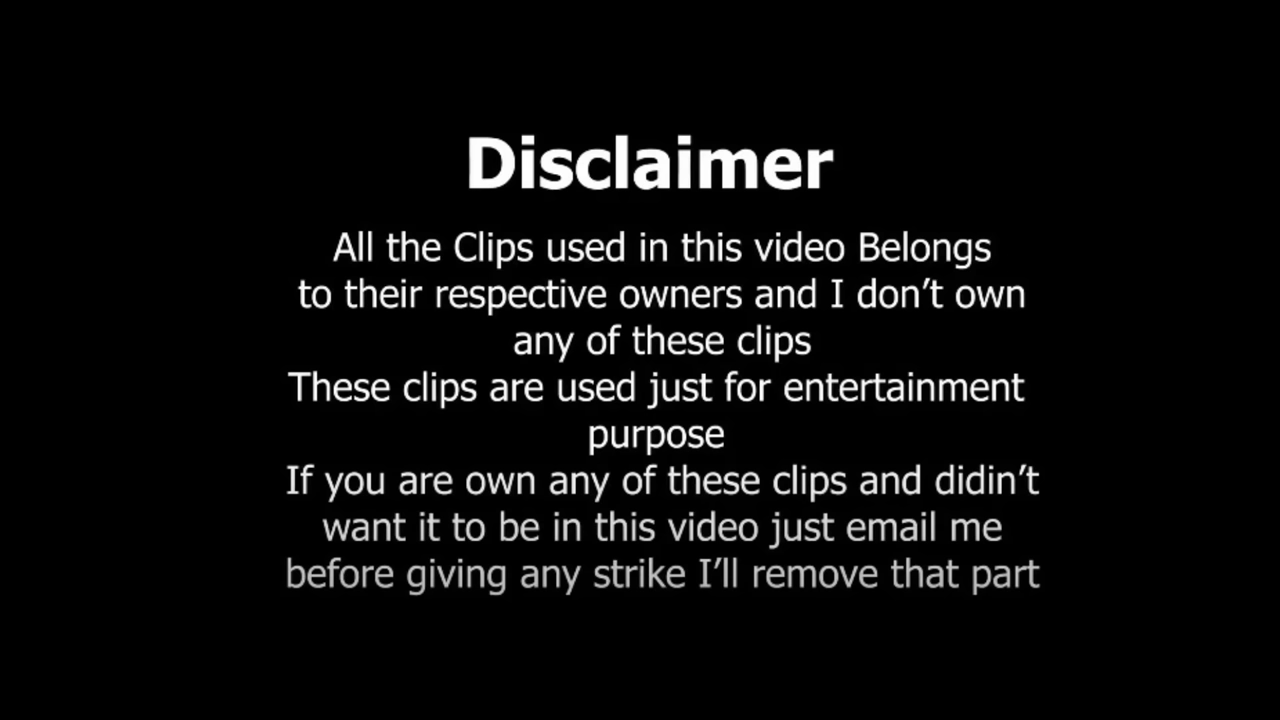 Disclaimer
All the Clips used in this video Belongs
to their respective owners and I don’t own
any of these clips
These clips are used just for entertainment
purpose
If you are own any of these clips and didin’t
want it to be in this video just email me
before giving any strike I’ll remove that part